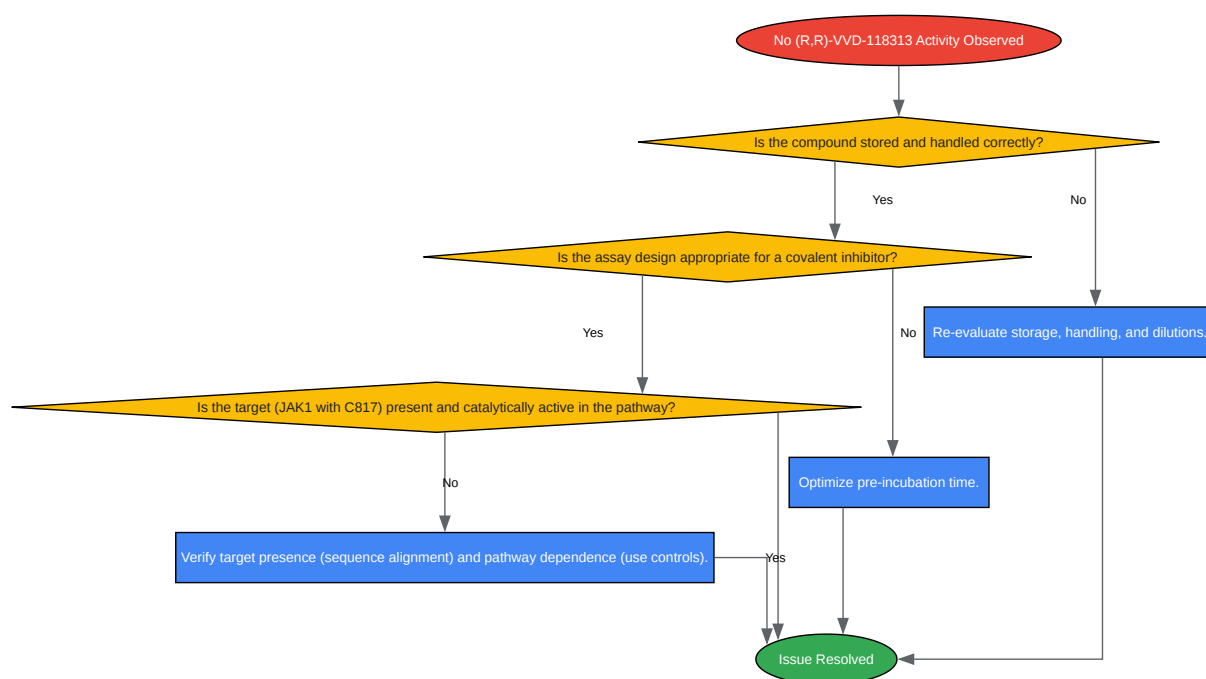 No (R,R)-VVD-118313 Activity Observed
Is the compound stored and handled correctly?
Yes
No
Is the assay design appropriate for a covalent inhibitor?
Yes
No
Re-evaluate storage, handling, and dilutions.
Is the target (JAK1 with C817) present and catalytically active in the pathway?
No
Optimize pre-incubation time.
Verify target presence (sequence alignment) and pathway dependence (use controls).
Yes
Issue Resolved